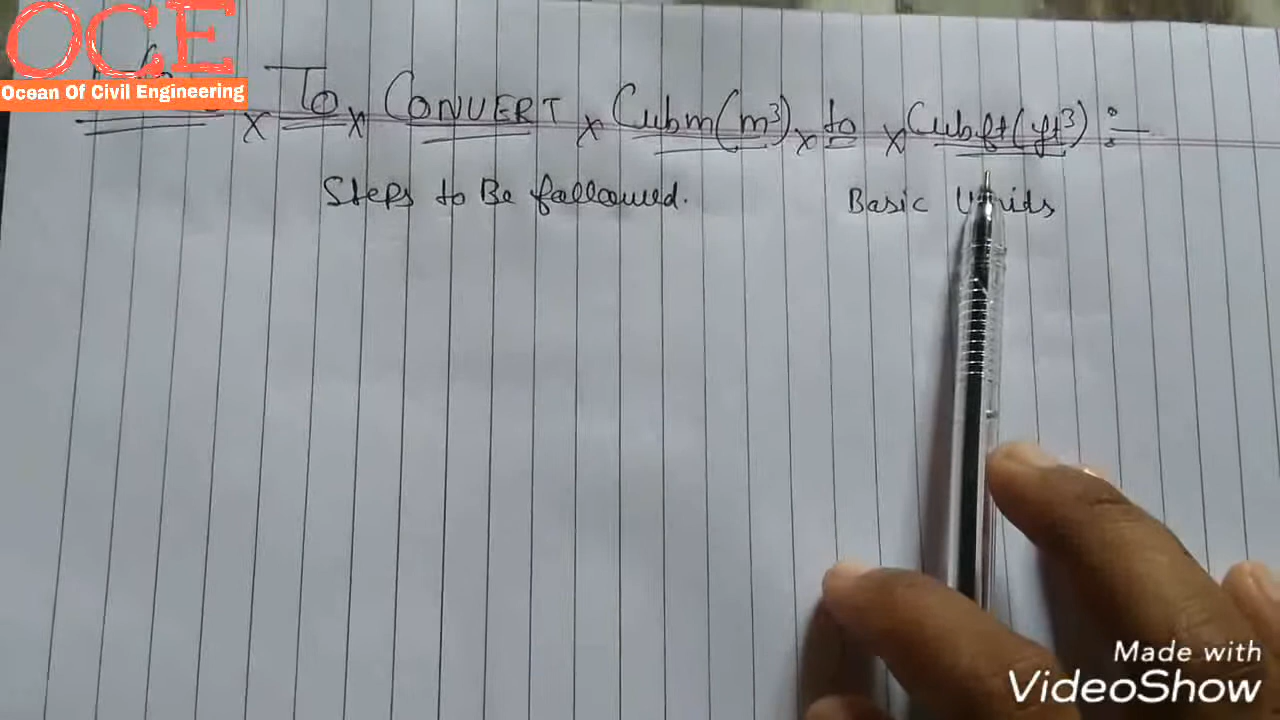 OCE
Ocean Of Civil Engineering
To x CONVERT x Cubm(m³) x to x Cubft(ft³) :-
Steps to Be followed.
Basic Units
Made with
VideoShow